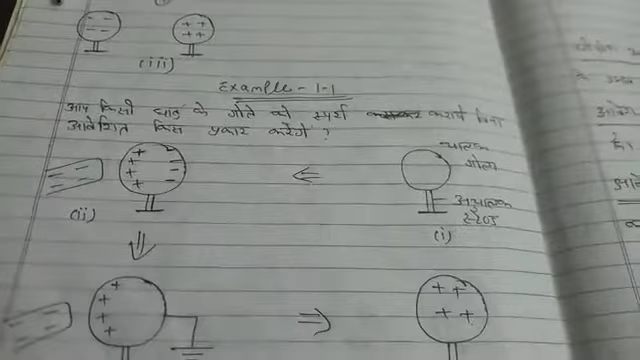 (iii)
Example-1.1
आप किसी धातु के गोले को स्पर्श कराये बिना
आवेशित किस प्रकार करेंगे ?
चालक
गोला
अचालक
स्टैण्ड
(ii)
(i)